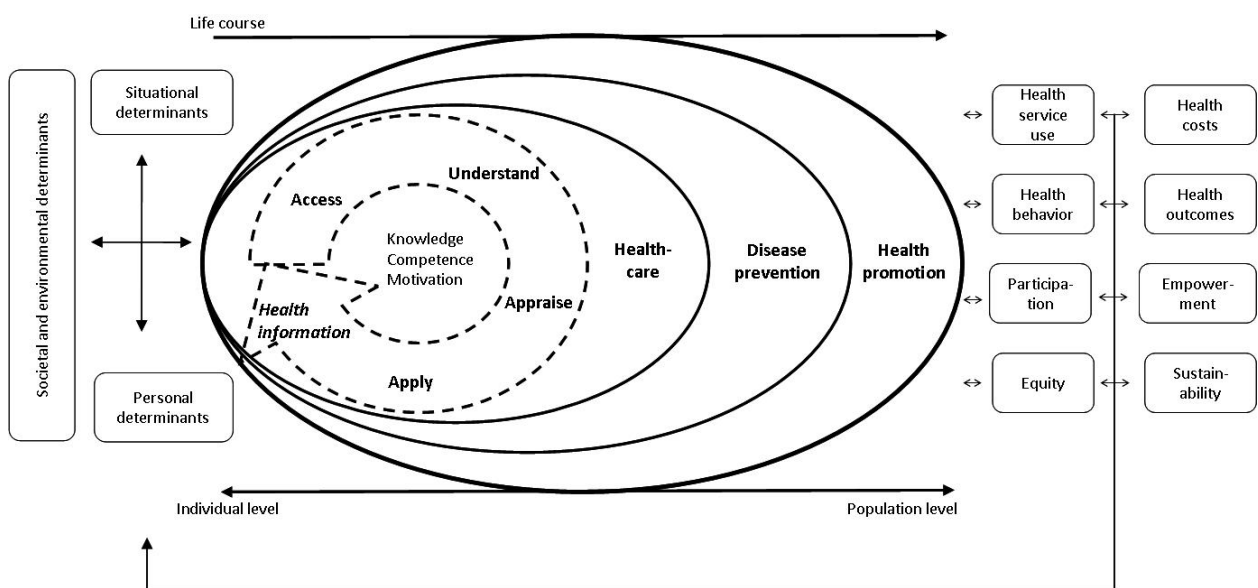 Life course
Societal and environmental determinants
Situational
determinants
Personal
determinants
Access
Understand
Knowledge
Competence
Motivation
Health
information
Appraise
Apply
Health-
care
Disease
prevention
Health
promotion
Health
service
use
Health
costs
Health
behavior
Health
outcomes
Participa-
tion
Empower-
ment
Equity
Sustain-
ability
Individual level
Population level